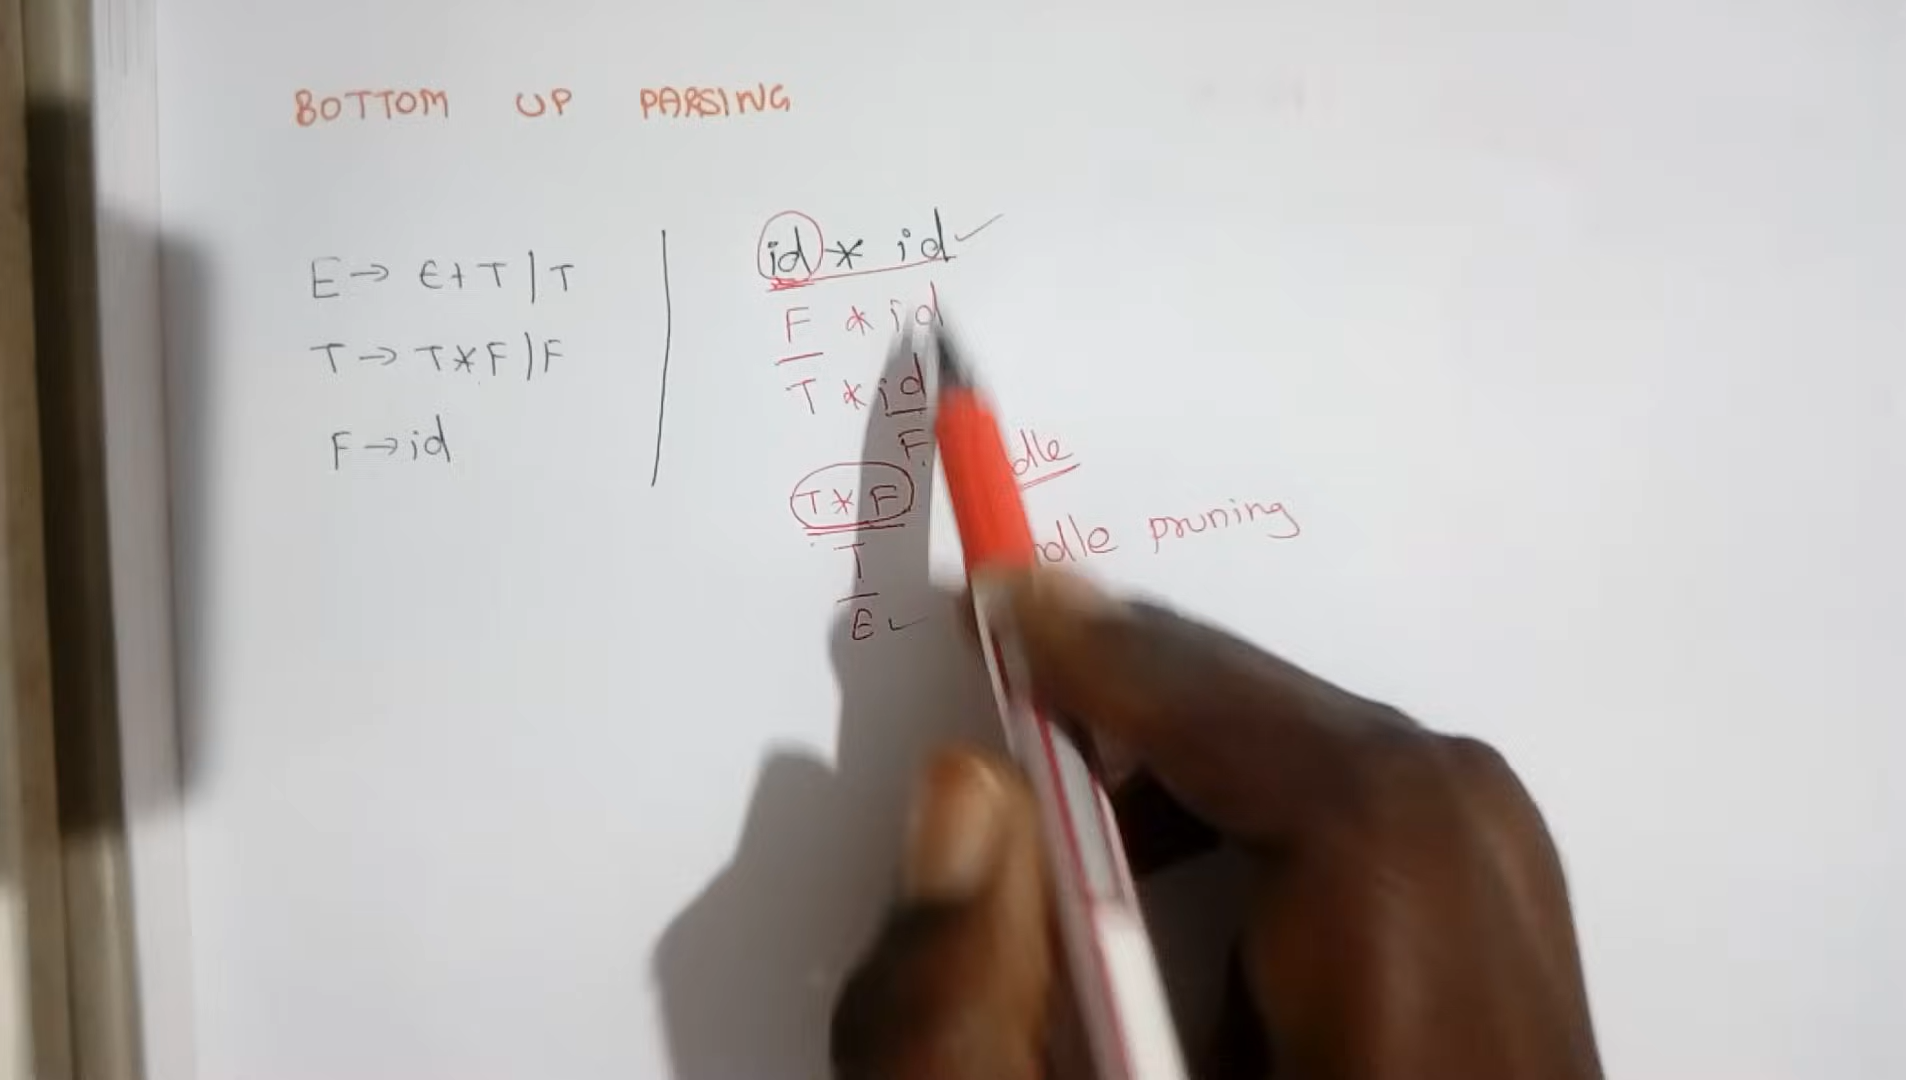 BOTTOM UP PARSING
E → E+T | T
T → T*F | F
F → id
id * id ✓
F * id
T * id
F
T * F
T
E ✓
pruning